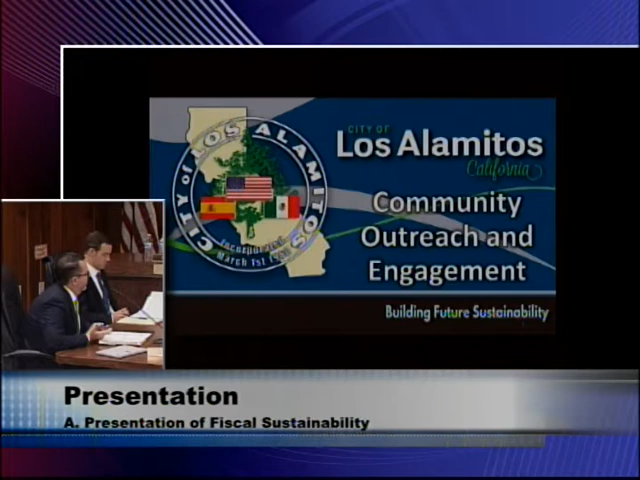 CITY of LOS ALAMITOS
Incorporated
March 1st
CITY OF
Los Alamitos
California
Community
Outreach and
Engagement
Building Future Sustainability
Presentation
A. Presentation of Fiscal Sustainability